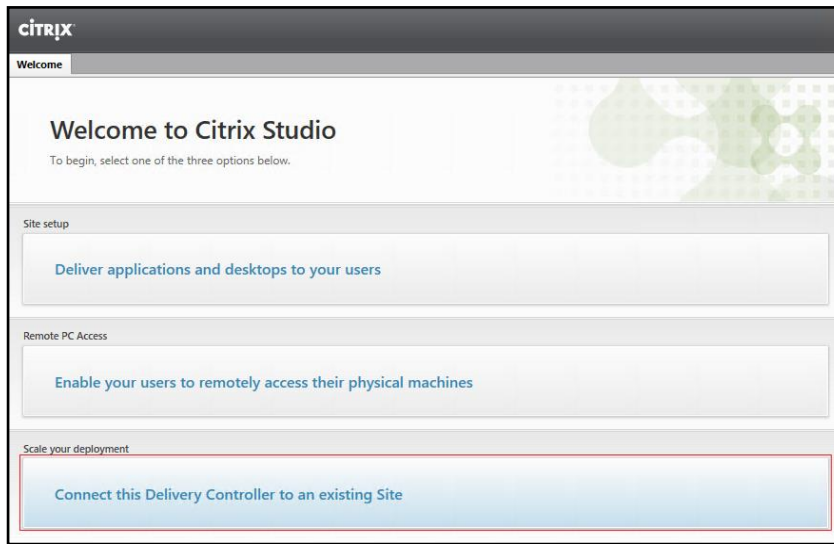 CİTRIX
Welcome
Welcome to Citrix Studio
To begin, select one of the three options below.
Site setup
Deliver applications and desktops to your users
Remote PC Access
Enable your users to remotely access their physical machines
Scale your deployment
Connect this Delivery Controller to an existing Site